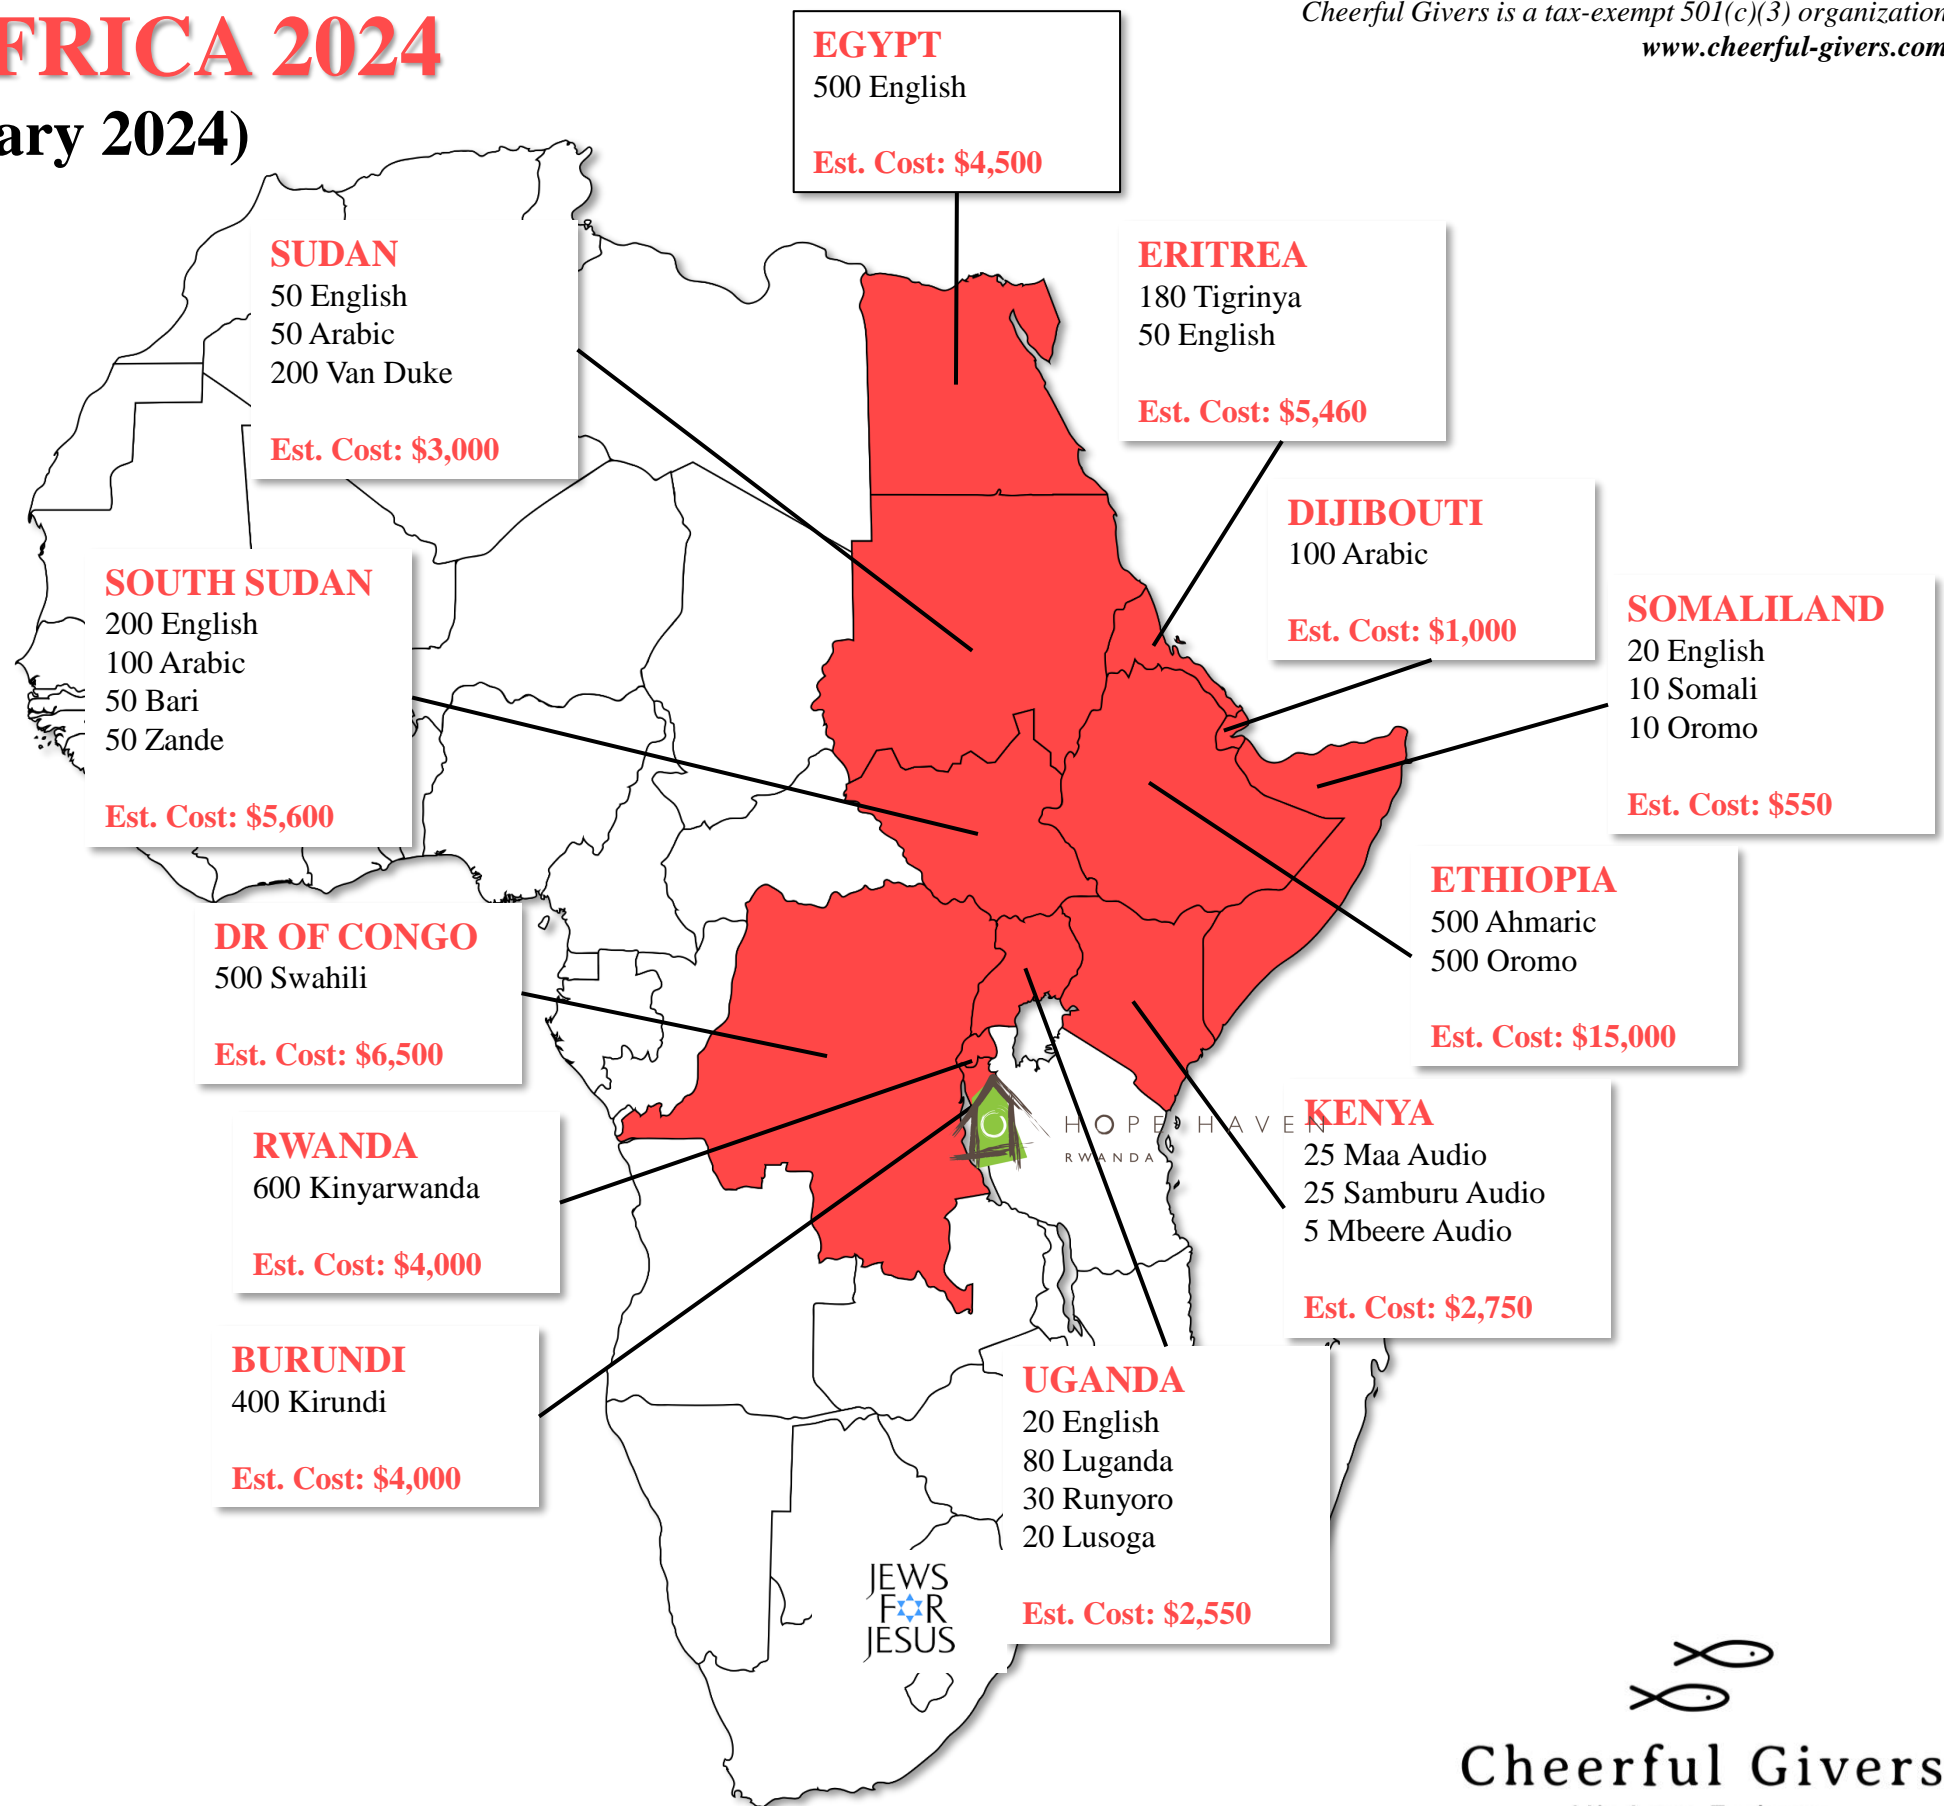 FRICA 2024
ary 2024)
Cheerful Givers is a tax-exempt 501(c)(3) organization
www.cheerful-givers.com
EGYPT
500 English
Est. Cost: $4,500
SUDAN
50 English
50 Arabic
200 Van Duke
Est. Cost: $3,000
ERITREA
180 Tigrinya
50 English
Est. Cost: $5,460
DIJIBOUTI
100 Arabic
Est. Cost: $1,000
SOUTH SUDAN
200 English
100 Arabic
50 Bari
50 Zande
Est. Cost: $5,600
SOMALILAND
20 English
10 Somali
10 Oromo
Est. Cost: $550
ETHIOPIA
500 Ahmaric
500 Oromo
Est. Cost: $15,000
DR OF CONGO
500 Swahili
Est. Cost: $6,500
RWANDA
600 Kinyarwanda
Est. Cost: $4,000
HOPE HAVEN
RWANDA
KENYA
25 Maa Audio
25 Samburu Audio
5 Mbeere Audio
Est. Cost: $2,750
BURUNDI
400 Kirundi
Est. Cost: $4,000
UGANDA
20 English
80 Luganda
30 Runyoro
20 Lusoga
Est. Cost: $2,550
JEWS
FOR
JESUS
Cheerful Givers